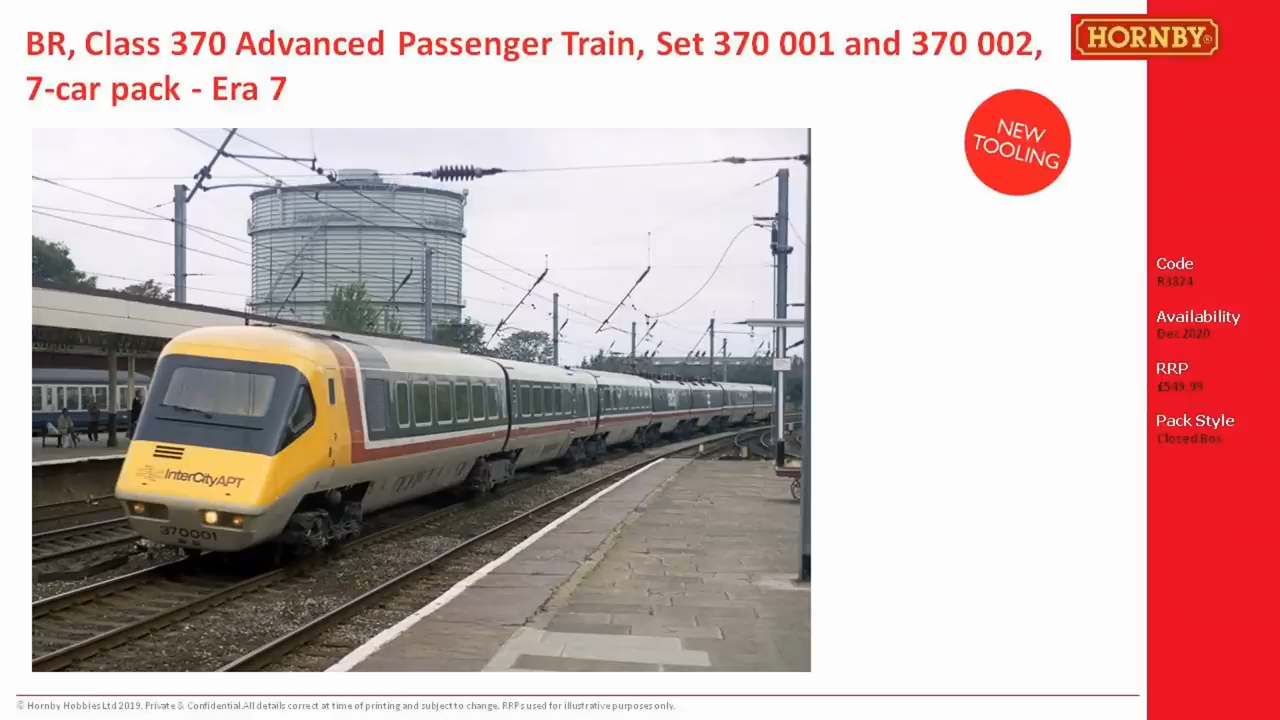 BR, Class 370 Advanced Passenger Train, Set 370 001 and 370 002,
7-car pack - Era 7
HORNBY®
NEW
TOOLING
InterCity APT
370001
Code
R3874
Availability
Dec 2020
RRP
£549.99
Pack Style
Closed Box
© Hornby Hobbies Ltd 2019. Private & Confidential.All details correct at time of printing and subject to change. RRPs used for illustrative purposes only.